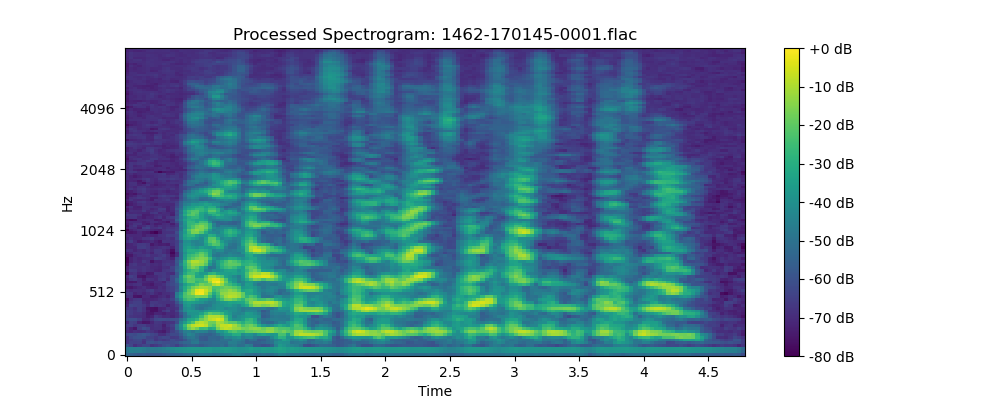 Processed Spectrogram: 1462-170145-0001.flac
Hz
4096
2048
1024
512
0
0 0.5 1 1.5 2 2.5 3 3.5 4 4.5
Time
+0 dB
-10 dB
-20 dB
-30 dB
-40 dB
-50 dB
-60 dB
-70 dB
-80 dB